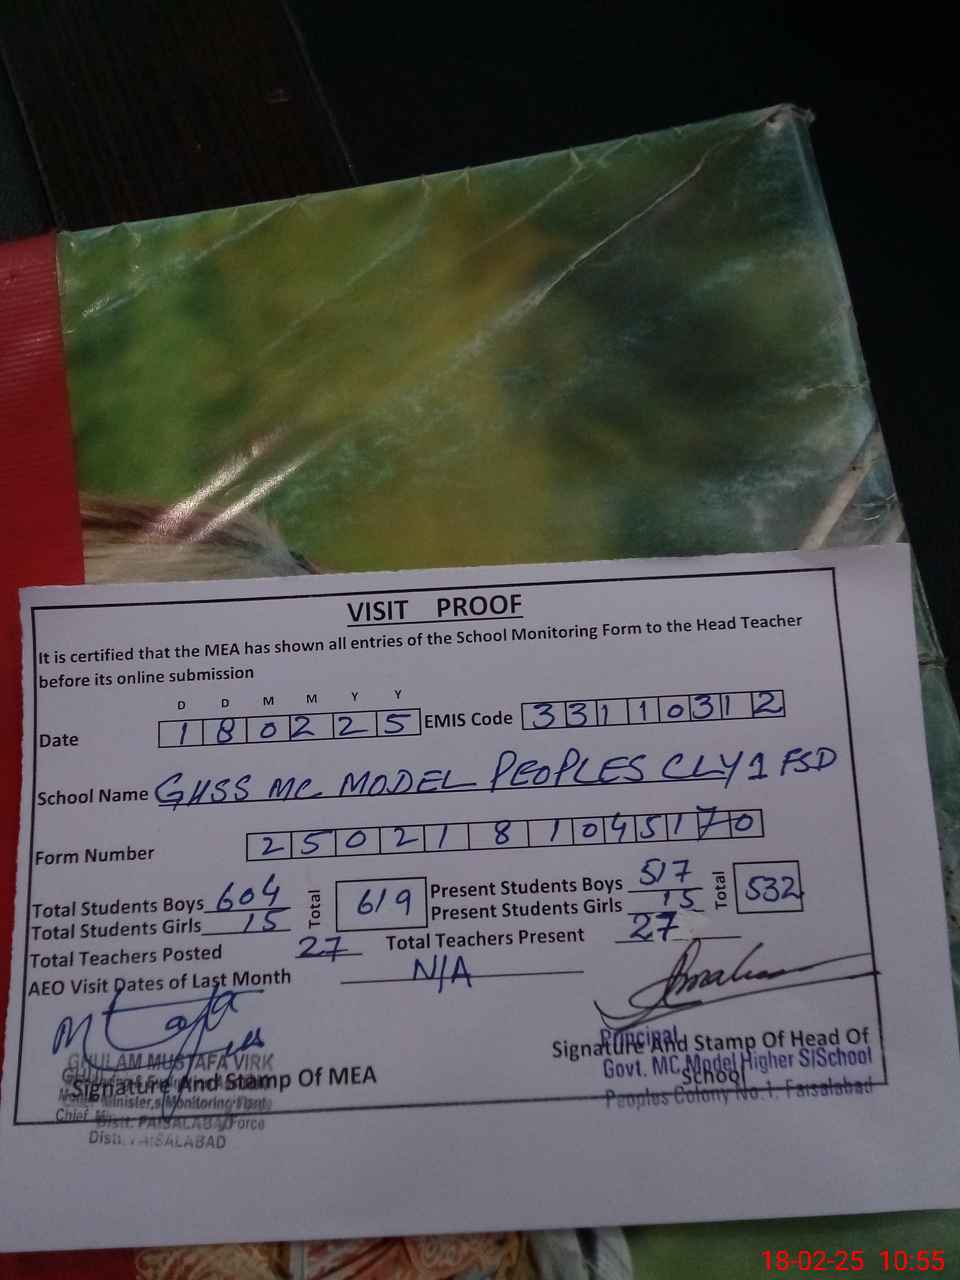 VISIT PROOF
It is certified that the MEA has shown all entries of the School Monitoring Form to the Head Teacher
before its online submission
D D M M Y Y
Date 1 8 0 2 2 5 EMIS Code 3 3 1 1 0 3 1 2
School Name GHSS MC MODEL PEOPLES CLY 1 FSD
Form Number 2 5 0 2 1 8 1 0 4 5 1 7 0
Total Students Boys 604 Total 619 Present Students Boys 517 Total 532
Total Students Girls 15 Present Students Girls 15
Total Teachers Posted 27 Total Teachers Present 27
AEO Visit Dates of Last Month N/A
GHULAM MUSTAFA VIRK
Signature And Stamp Of MEA
Chief Minister,s Monitoring Force
Distt. FAISALABAD
Principal
Signature And Stamp Of Head Of
School
Govt. MC Model Higher S/School
Peoples Colony No. 1. Faisalabad
18-02-25 10:55